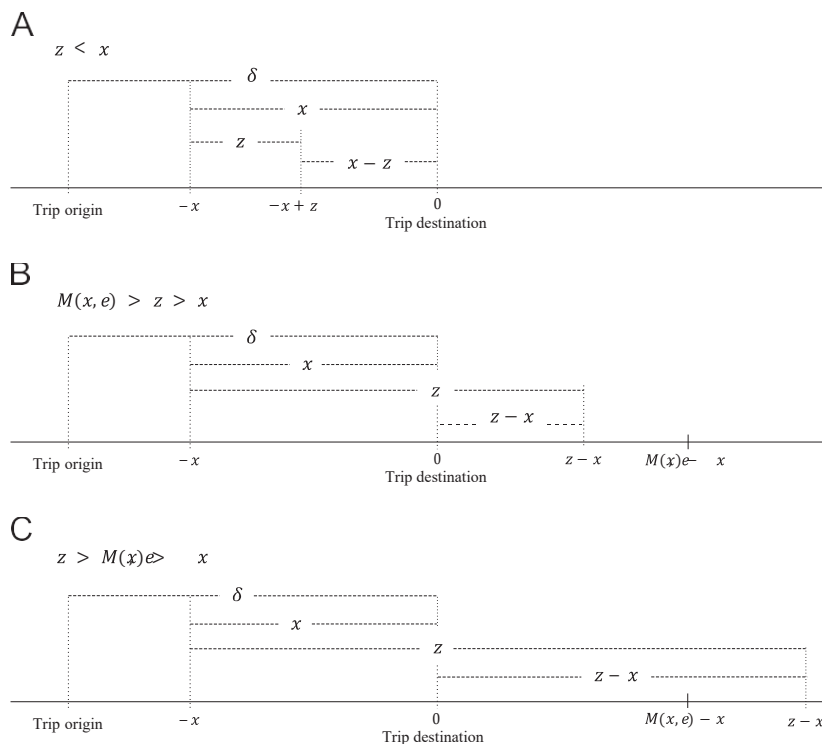 A
z < x
δ
x
z
x − z
Trip origin −x −x + z 0
Trip destination
B
M(x, e) > z > x
δ
x
z
z − x
Trip origin −x 0 z − x M(x,)e− x
Trip destination
C
z > M(x,)e> x
δ
x
z
z − x
Trip origin −x 0 M(x, e) − x z − x
Trip destination